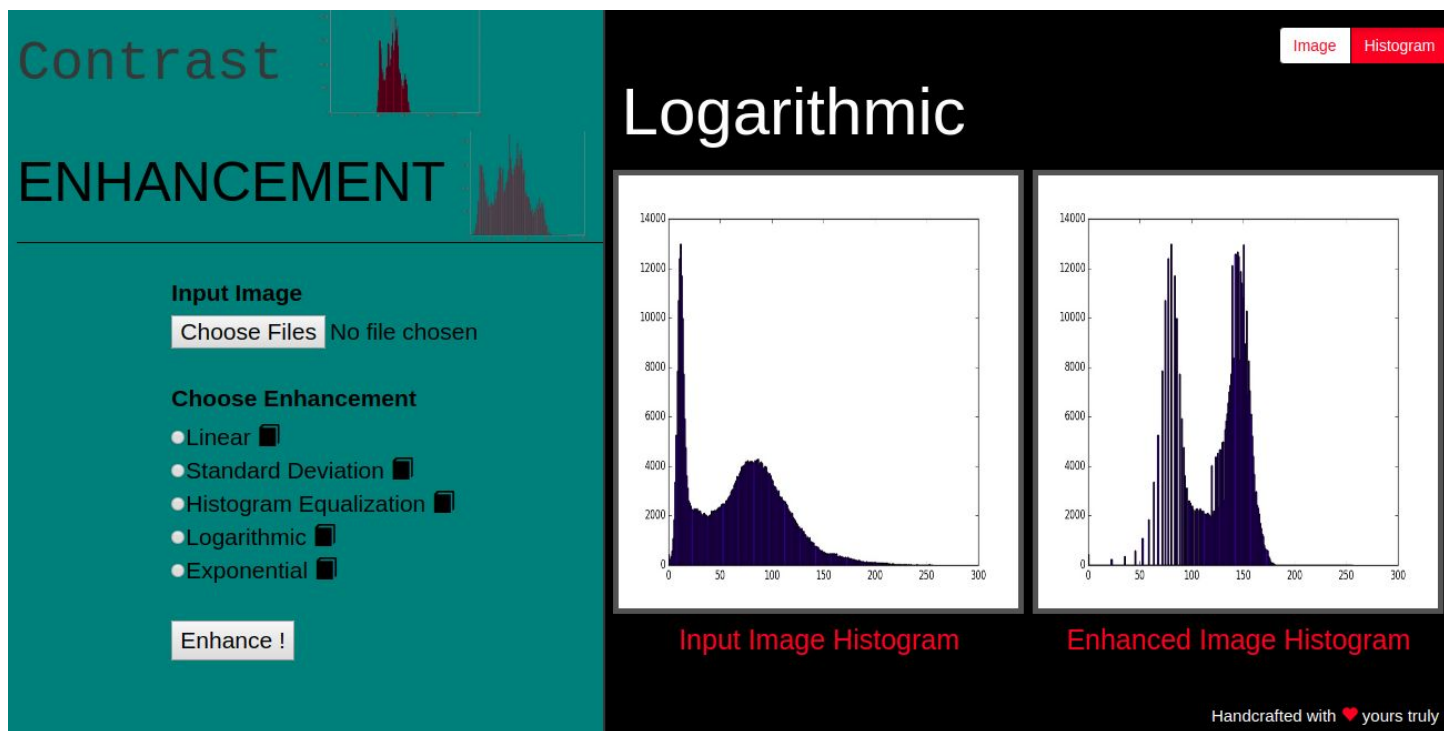 Contrast
ENHANCEMENT
Input Image
Choose Files No file chosen
Choose Enhancement
Linear
Standard Deviation
Histogram Equalization
Logarithmic
Exponential
Enhance !
Image Histogram
Logarithmic
14000
12000
10000
8000
6000
4000
2000
0
0 50 100 150 200 250 300
Input Image Histogram
14000
12000
10000
8000
6000
4000
2000
0
0 50 100 150 200 250 300
Enhanced Image Histogram
Handcrafted with ❤ yours truly